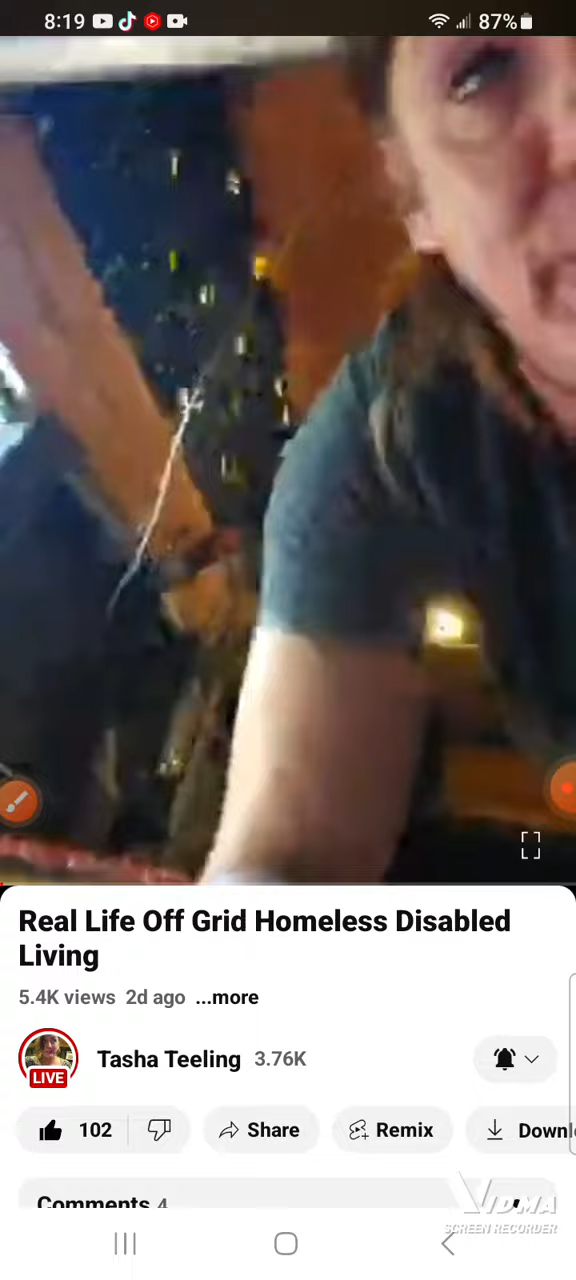 8:19
87%
Real Life Off Grid Homeless Disabled
Living
5.4K views 2d ago ...more
Tasha Teeling 3.76K
LIVE
102 Share Remix Downl
Comments 4
VIDMA
SCREEN RECORDER